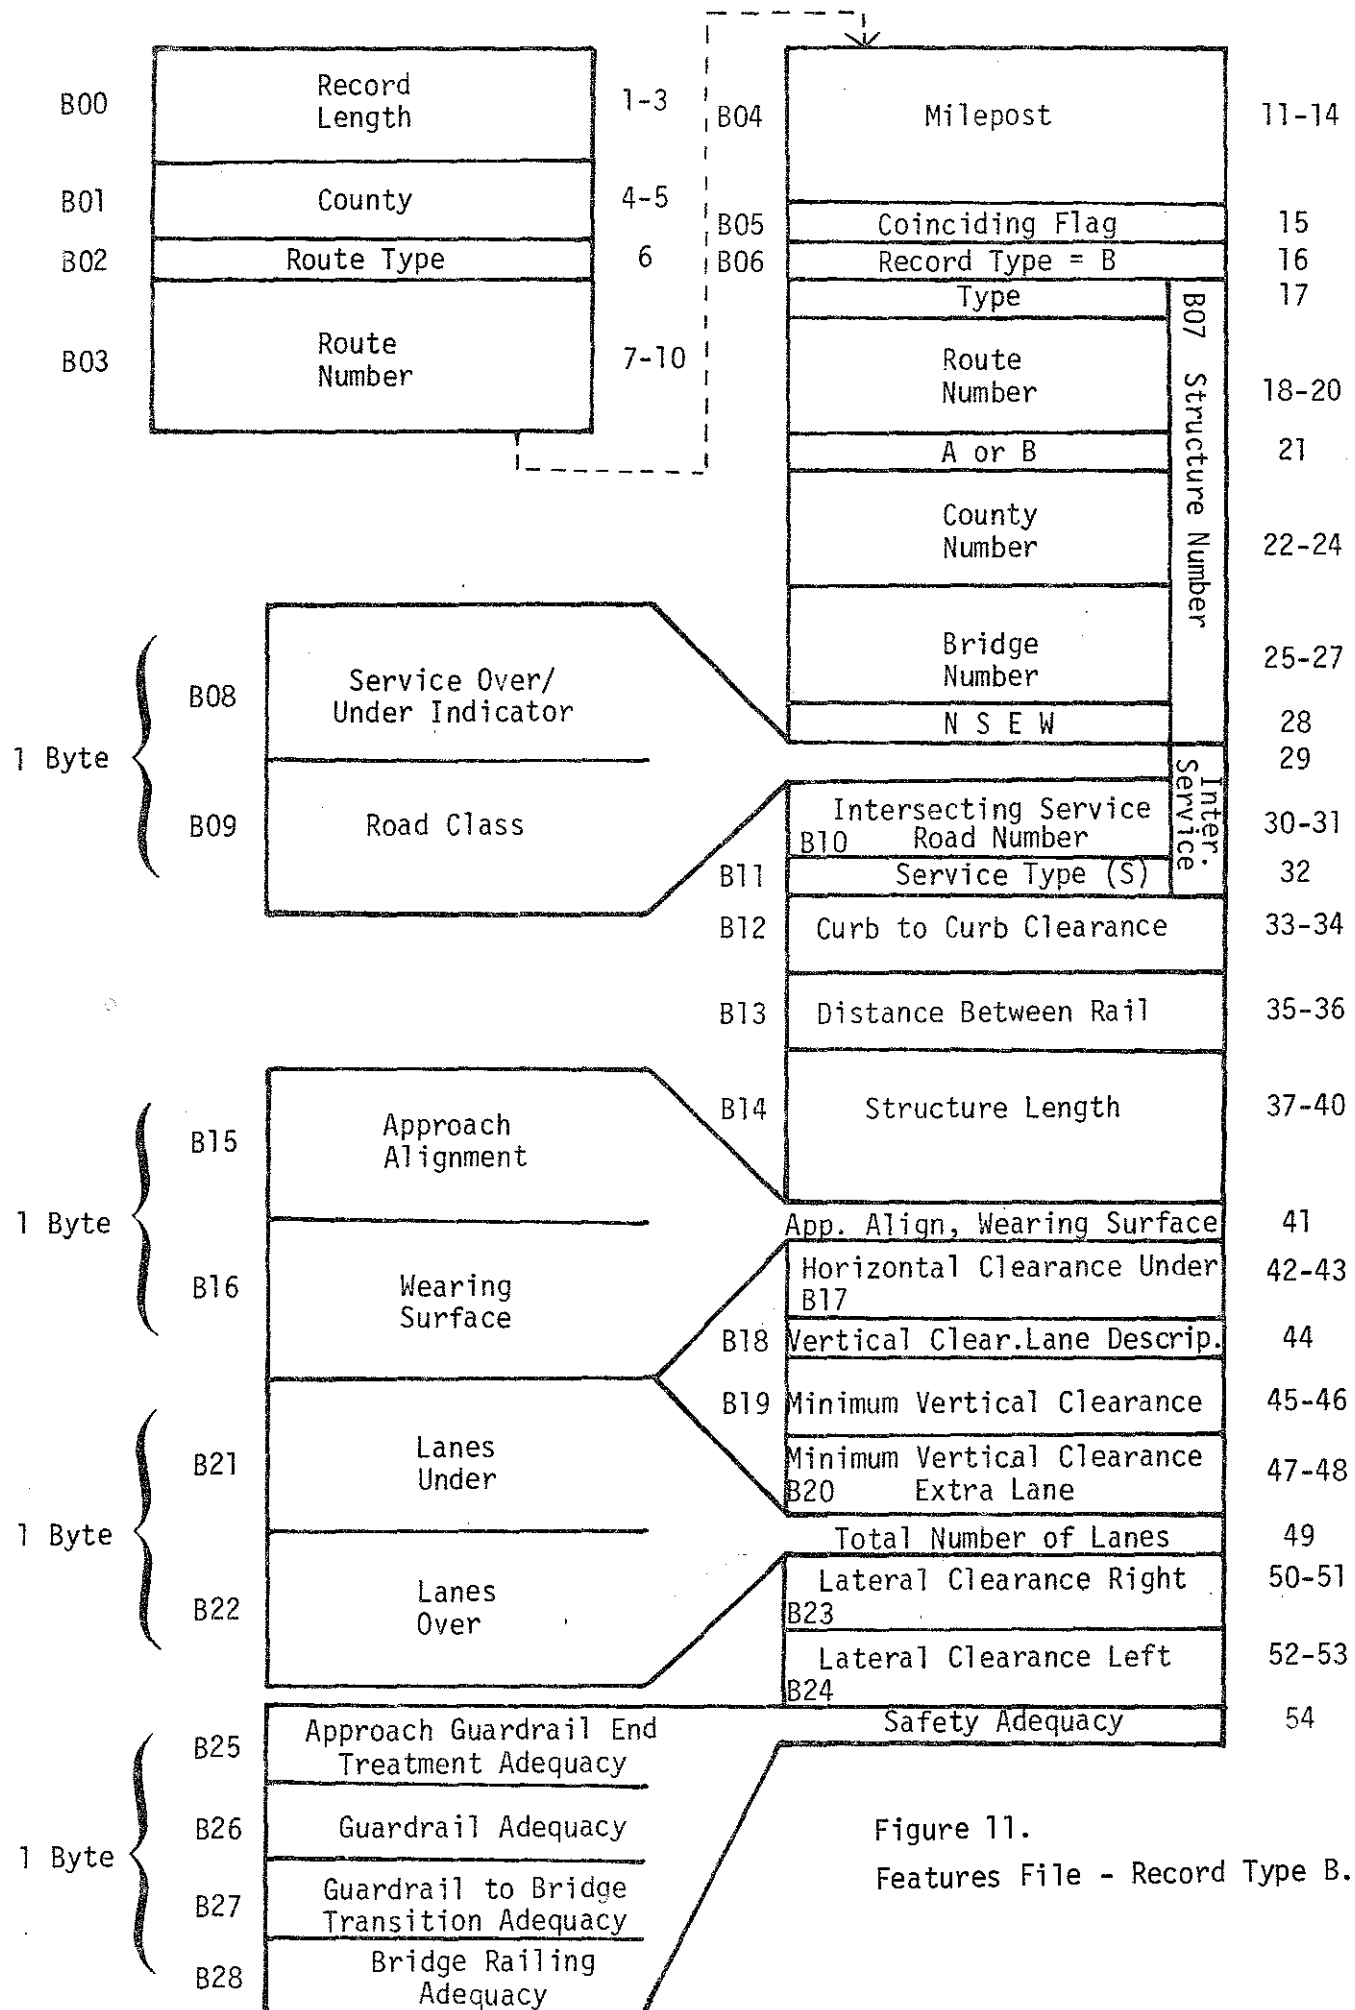 B00
Record
Length
1-3
B01
County
4-5
B02
Route Type
6
B03
Route
Number
7-10
B04
Milepost
11-14
B05
Coinciding Flag
15
B06
Record Type = B
16
Type
17
Route
Number
18-20
A or B
21
County
Number
22-24
Bridge
Number
25-27
N S E W
28
B07 Structure Number
29
Inter.
Service
1 Byte
B08
Service Over/
Under Indicator
B09
Road Class
Intersecting Service
B10 Road Number
30-31
B11
Service Type (S)
32
B12
Curb to Curb Clearance
33-34
B13
Distance Between Rail
35-36
B14
Structure Length
37-40
1 Byte
B15
Approach
Alignment
B16
Wearing
Surface
App. Align, Wearing Surface
41
Horizontal Clearance Under
B17
42-43
B18
Vertical Clear.Lane Descrip.
44
B19
Minimum Vertical Clearance
45-46
Minimum Vertical Clearance
B20 Extra Lane
47-48
1 Byte
B21
Lanes
Under
B22
Lanes
Over
Total Number of Lanes
49
Lateral Clearance Right
B23
50-51
Lateral Clearance Left
B24
52-53
Safety Adequacy
54
1 Byte
B25
Approach Guardrail End
Treatment Adequacy
B26
Guardrail Adequacy
B27
Guardrail to Bridge
Transition Adequacy
B28
Bridge Railing
Adequacy
Figure 11.
Features File - Record Type B.